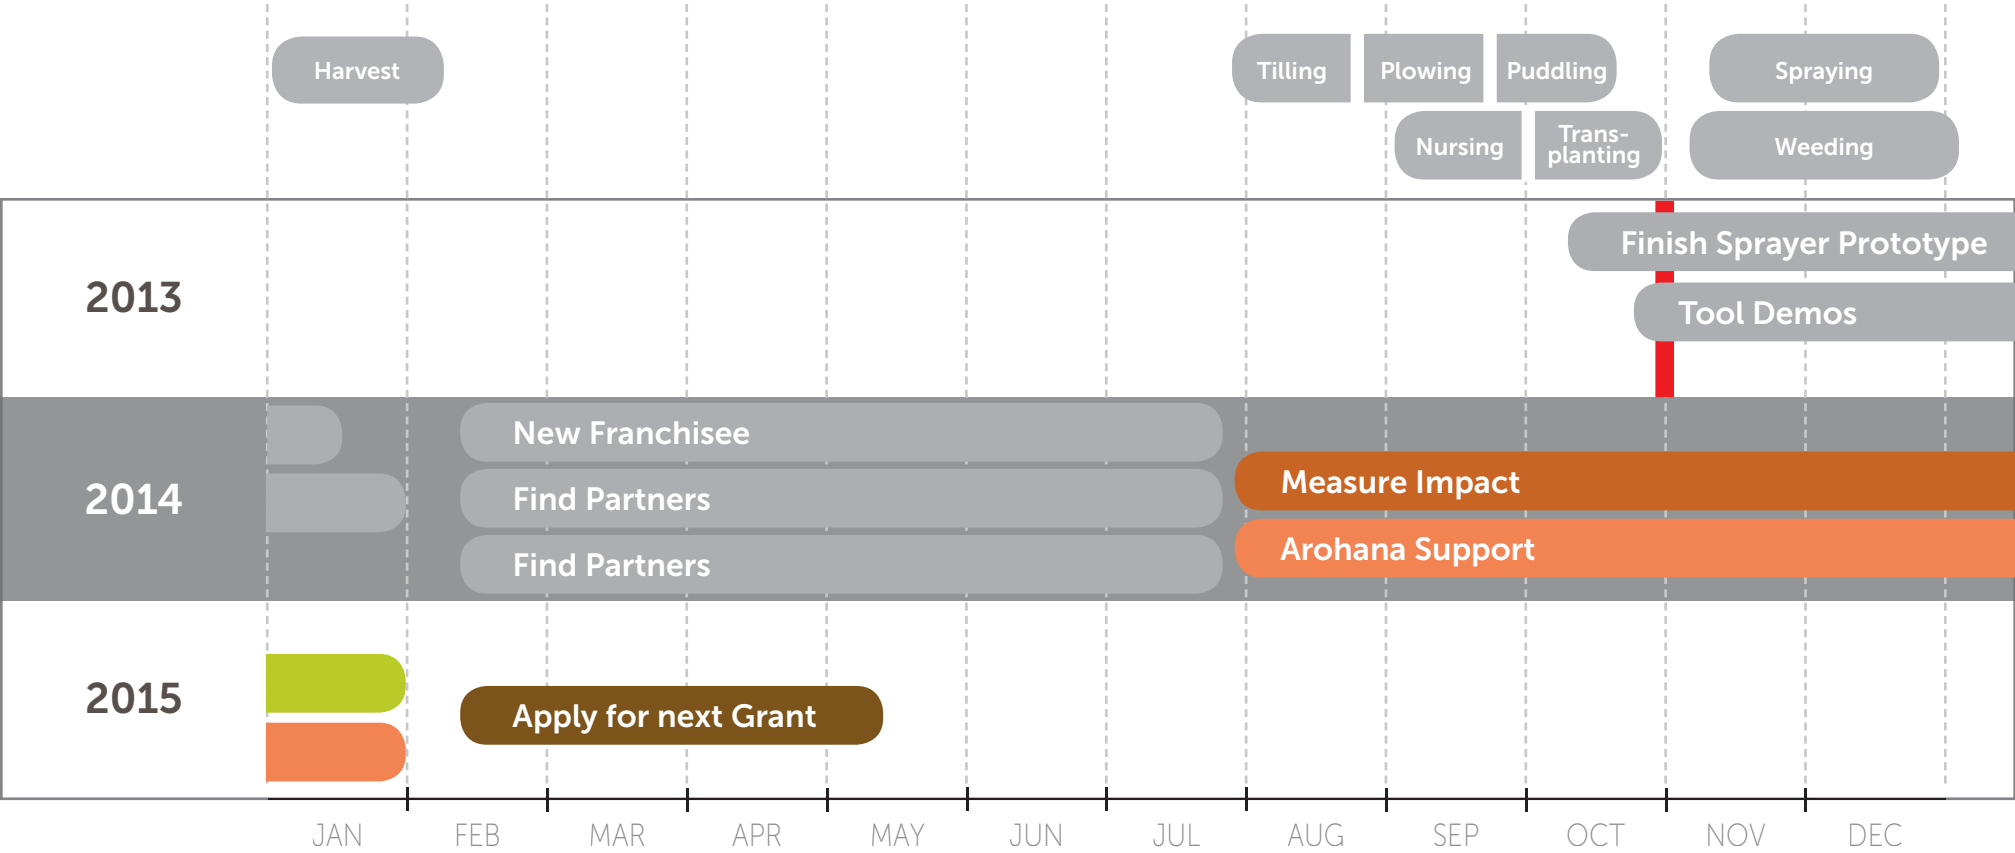 Harvest
Tilling
Plowing
Puddling
Spraying
Nursing
Trans-
planting
Weeding
2013
Finish Sprayer Prototype
Tool Demos
2014
New Franchisee
Find Partners
Find Partners
Measure Impact
Arohana Support
2015
Apply for next Grant
JAN FEB MAR APR MAY JUN JUL AUG SEP OCT NOV DEC